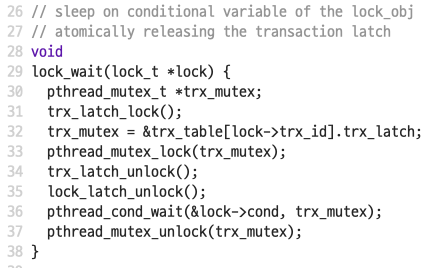 26 // sleep on conditional variable of the lock_obj
27 // atomically releasing the transaction latch
28 void
29 lock_wait(lock_t *lock) {
30   pthread_mutex_t *trx_mutex;
31   trx_latch_lock();
32   trx_mutex = &trx_table[lock->trx_id].trx_latch;
33   pthread_mutex_lock(trx_mutex);
34   trx_latch_unlock();
35   lock_latch_unlock();
36   pthread_cond_wait(&lock->cond, trx_mutex);
37   pthread_mutex_unlock(trx_mutex);
38 }